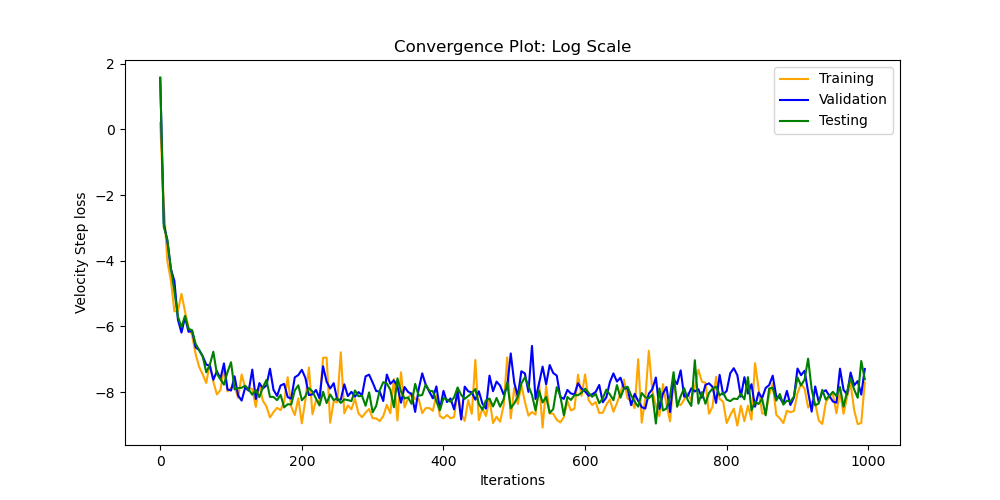 Convergence Plot: Log Scale
Training
Validation
Testing
Velocity Step loss
2
0
−2
−4
−6
−8
0 200 400 600 800 1000
Iterations